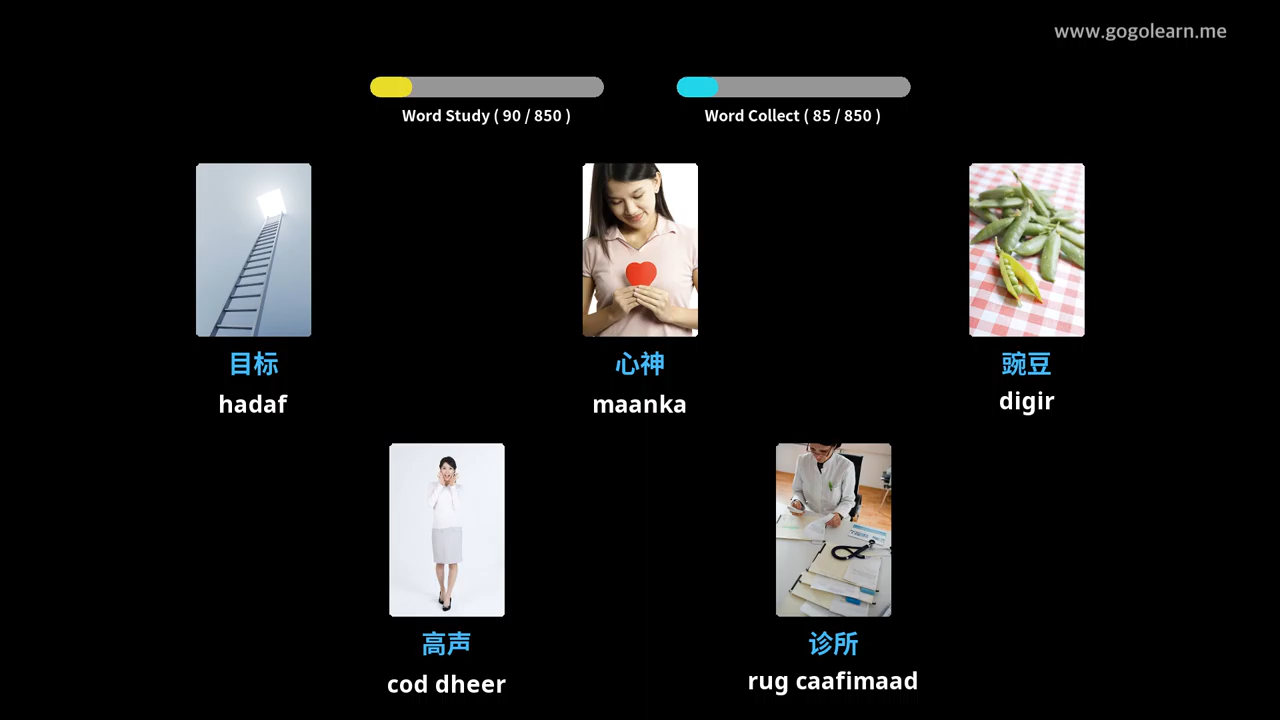 www.gogolearn.me
Word Study ( 90 / 850 )
Word Collect ( 85 / 850 )
目标
hadaf
心神
maanka
豌豆
digir
高声
cod dheer
诊所
rug caafimaad